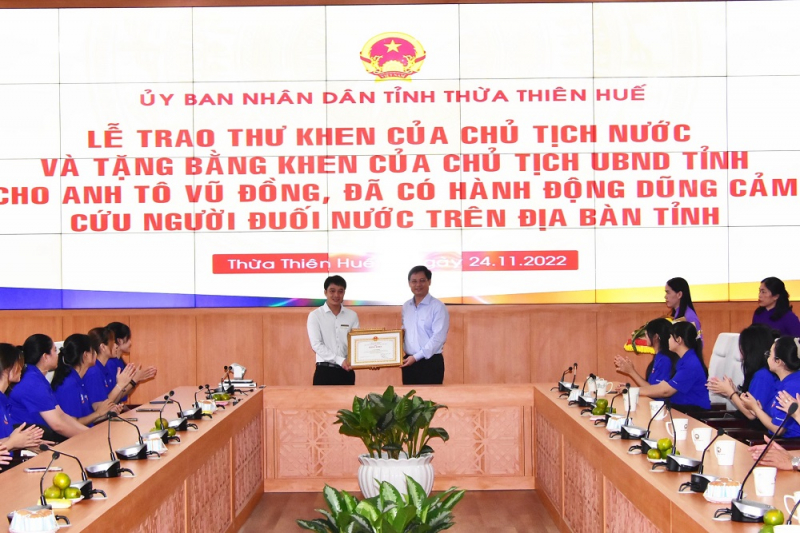 ỦY BAN NHÂN DÂN TỈNH THỪA THIÊN HUẾ
LỄ TRAO THƯ KHEN CỦA CHỦ TỊCH NƯỚC
VÀ TẶNG BẰNG KHEN CỦA CHỦ TỊCH UBND TỈNH
CHO ANH TÔ VŨ ĐỒNG, ĐÃ CÓ HÀNH ĐỘNG DŨNG CẢM
CỨU NGƯỜI ĐUỐI NƯỚC TRÊN ĐỊA BÀN TỈNH
Thừa Thiên Huế ngày 24.11.2022